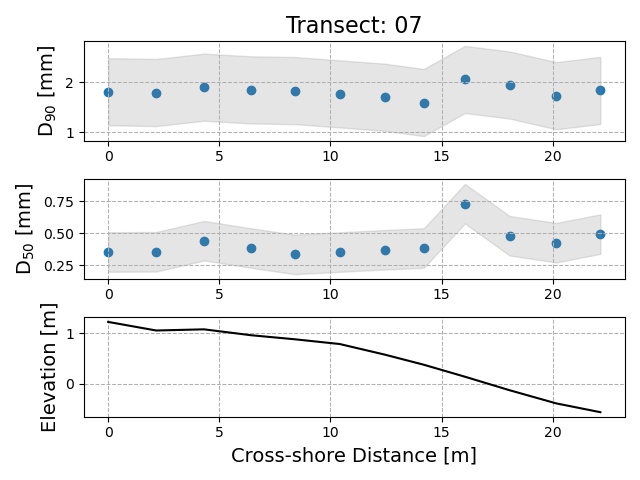 Transect: 07
D90 [mm]
2
1
0 5 10 15 20
D50 [mm]
0.75
0.50
0.25
0 5 10 15 20
Elevation [m]
1
0
0 5 10 15 20
Cross-shore Distance [m]